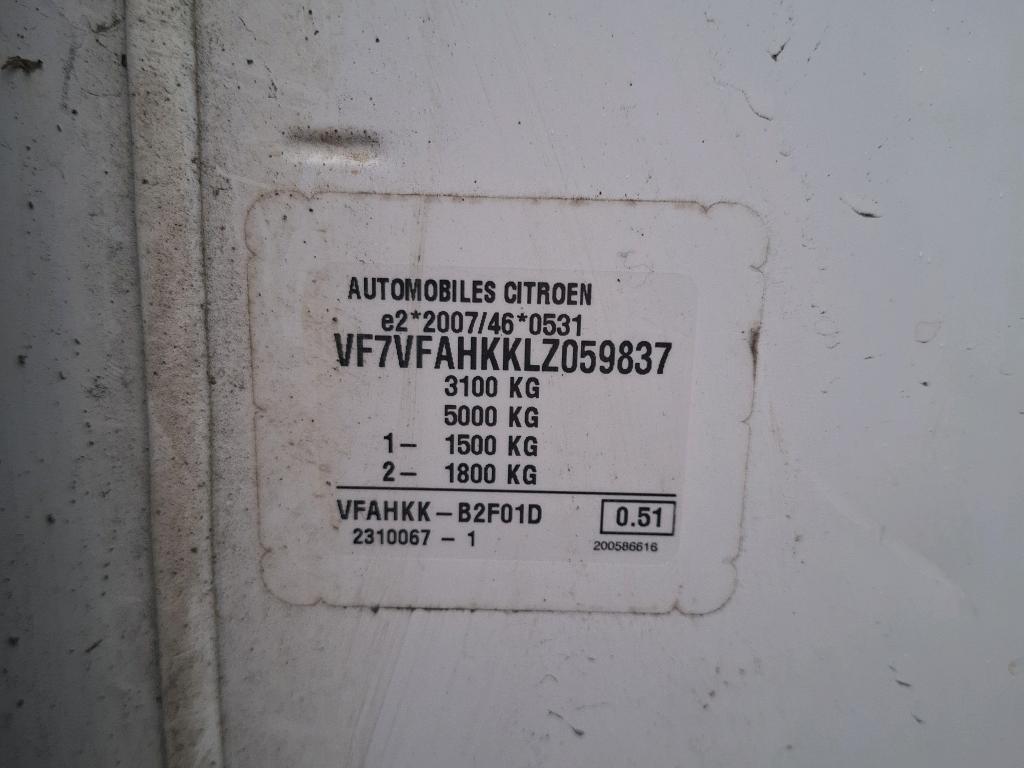 AUTOMOBILES CITROEN
e2*2007/46*0531
VF7VFAHKKLZ059837
3100 KG
5000 KG
1- 1500 KG
2- 1800 KG
VFAHKK-B2F01D 0.51
2310067 - 1 200586616